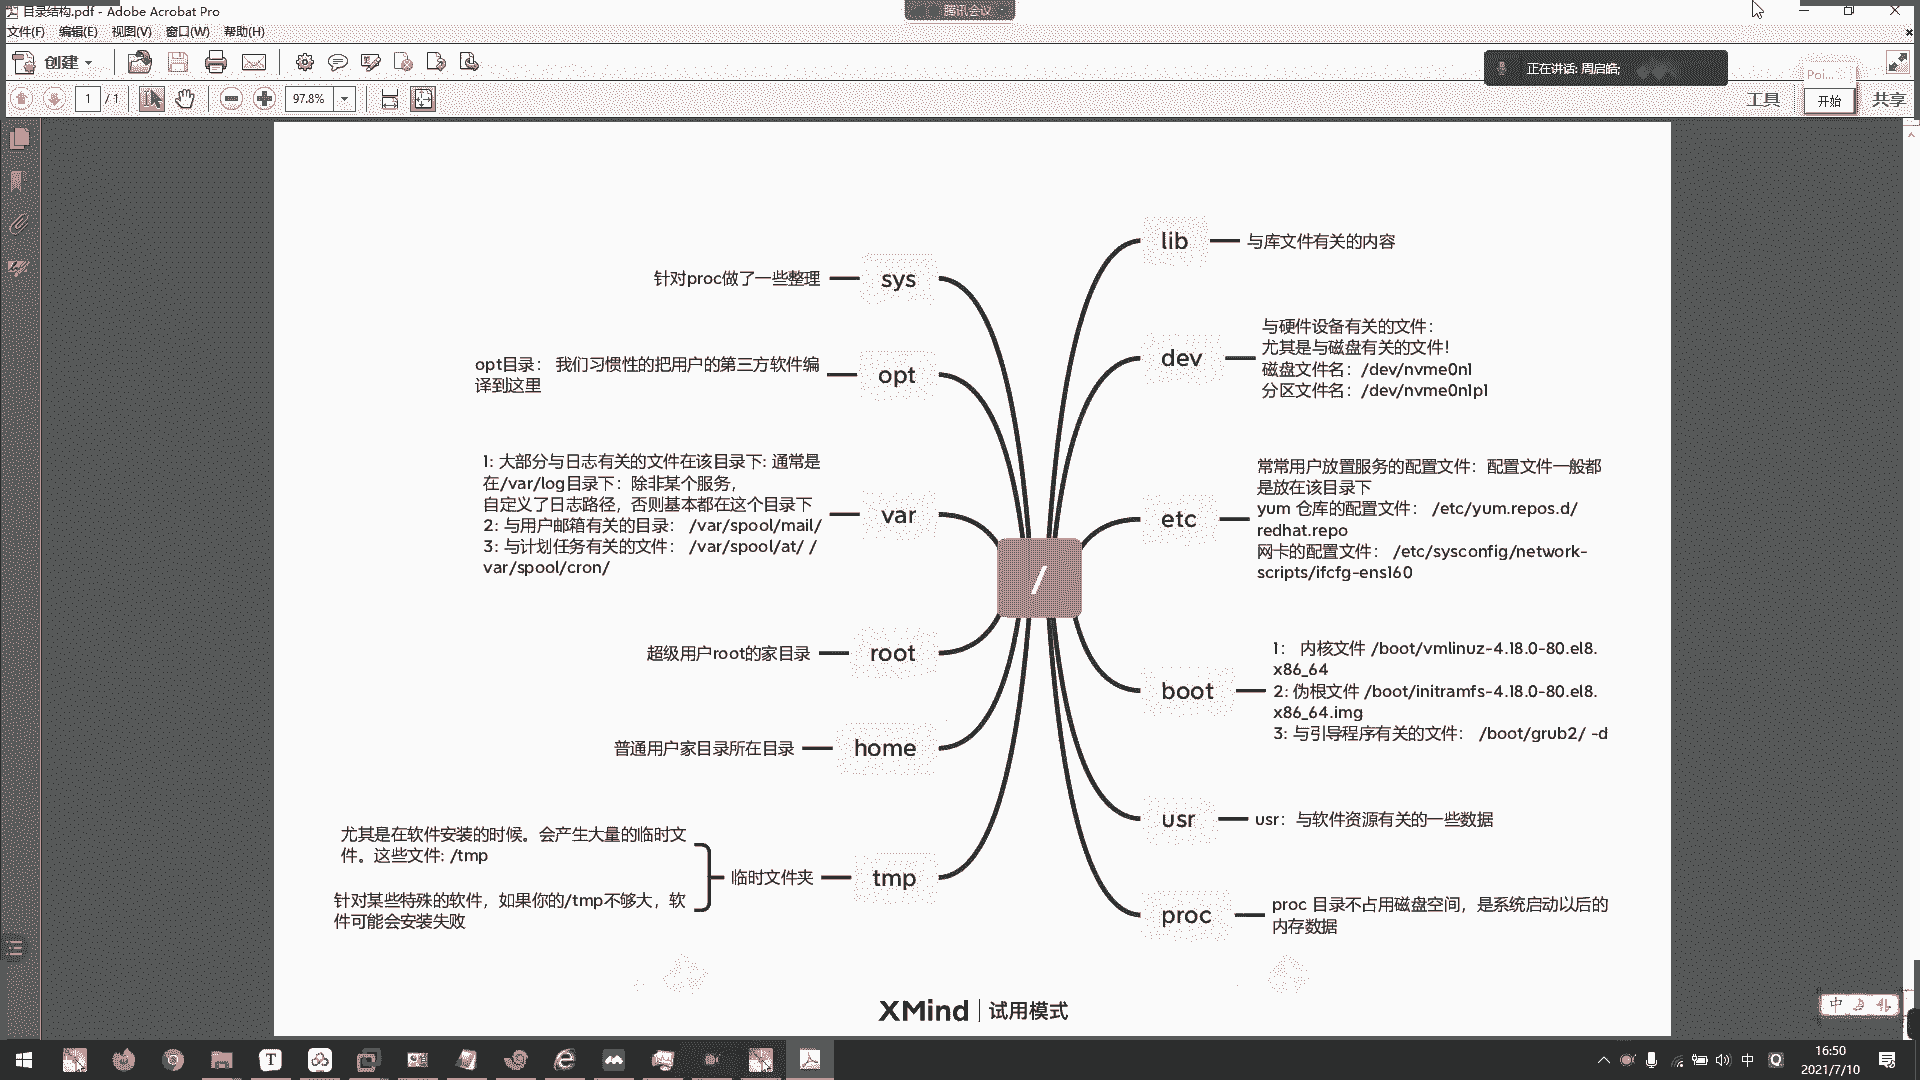 目录结构.pdf - Adobe Acrobat Pro
腾讯会议
文件(F) 编辑(E) 视图(V) 窗口(W) 帮助(H)
创建
正在讲话: 周启皓;
Poi...
1 / 1
97.8%
工具
开始
共享
sys
针对proc做了一些整理
opt
opt目录： 我们习惯性的把用户的第三方软件编
译到这里
var
1: 大部分与日志有关的文件在该目录下: 通常是
在/var/log目录下：除非某个服务，
自定义了日志路径，否则基本都在这个目录下
2: 与用户邮箱有关的目录： /var/spool/mail/
3: 与计划任务有关的文件： /var/spool/at/ /
var/spool/cron/
root
超级用户root的家目录
home
普通用户家目录所在目录
tmp
临时文件夹
尤其是在软件安装的时候。会产生大量的临时文
件。这些文件: /tmp
针对某些特殊的软件，如果你的/tmp不够大，软
件可能会安装失败
/
lib
与库文件有关的内容
dev
与硬件设备有关的文件：
尤其是与磁盘有关的文件！
磁盘文件名：/dev/nvme0n1
分区文件名：/dev/nvme0n1p1
etc
常常用户放置服务的配置文件：配置文件一般都
是放在该目录下
yum 仓库的配置文件： /etc/yum.repos.d/
redhat.repo
网卡的配置文件： /etc/sysconfig/network-
scripts/ifcfg-ens160
boot
1： 内核文件 /boot/vmlinuz-4.18.0-80.el8.
x86_64
2: 伪根文件 /boot/initramfs-4.18.0-80.el8.
x86_64.img
3: 与引导程序有关的文件： /boot/grub2/ -d
usr
usr：与软件资源有关的一些数据
proc
proc 目录不占用磁盘空间，是系统启动以后的
内存数据
XMind | 试用模式
中
中
16:50
2021/7/10